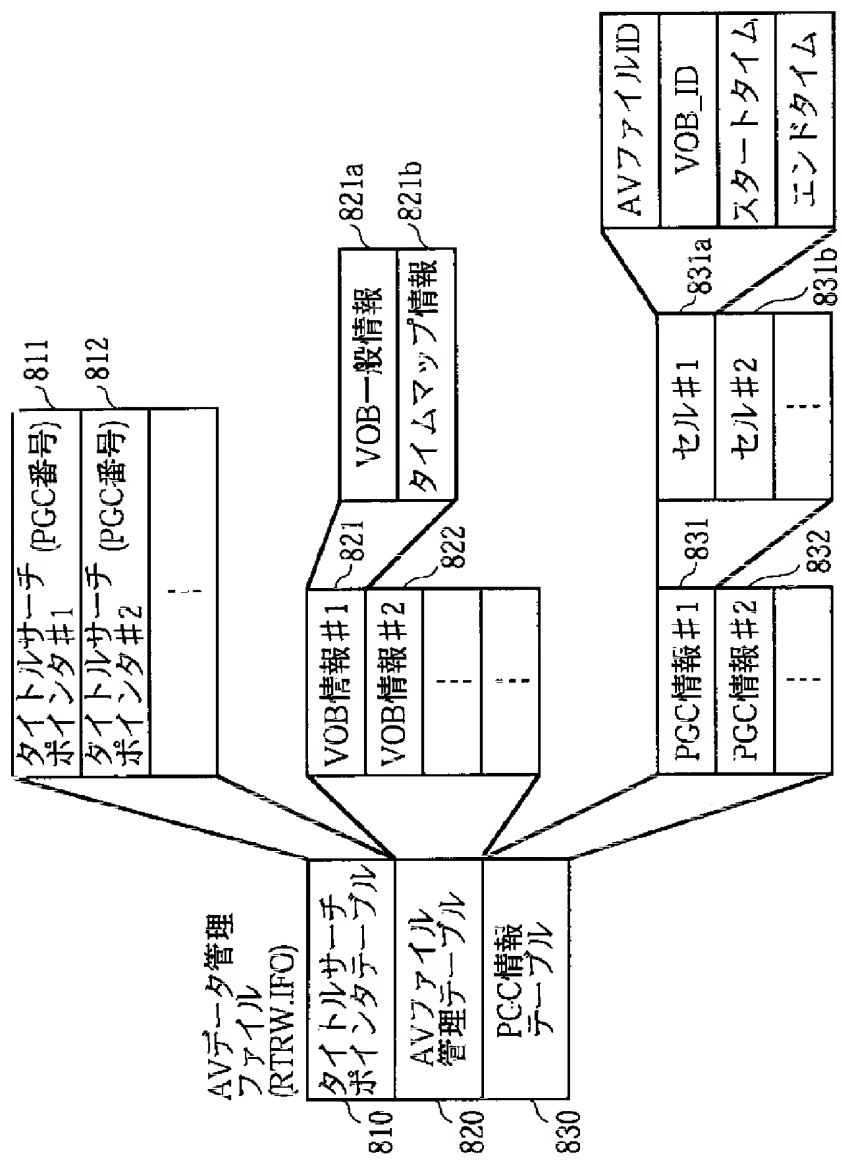 AVデータ管理
ファイル
(RTRW.IFO)
タイトルサーチ
ポインタテーブル
AVファイル
管理テーブル
PGC情報
テーブル
810
820
830
タイトルサーチ
ポインタ#1
(PGC番号)
タイトルサーチ
ポインタ#2
(PGC番号)
811
812
VOB情報#1
VOB情報#2
821
822
VOB一般情報
タイムマップ情報
821a
821b
PGC情報#1
PGC情報#2
831
832
セル#1
セル#2
831a
831b
AVファイルID
VOB_ID
スタートタイム
エンドタイム